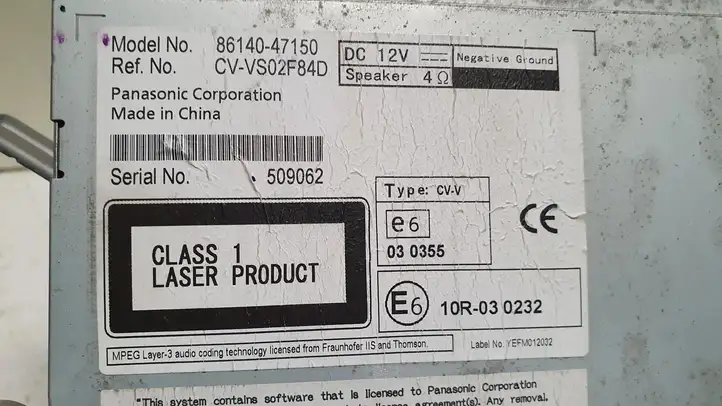 Model No. 86140-47150
Ref. No. CV-VS02F84D
DC 12V Negative Ground
Speaker 4Ω
Panasonic Corporation
Made in China
Serial No. 509062
Type: CV-V
e6
03 0355
CE
CLASS 1
LASER PRODUCT
E6 10R-03 0232
MPEG Layer-3 audio coding technology licensed from Fraunhofer IIS and Thomson.
Label No. YEFM012032
"This system contains software that is licensed to Panasonic Corporation
agreement(s). Any removal,